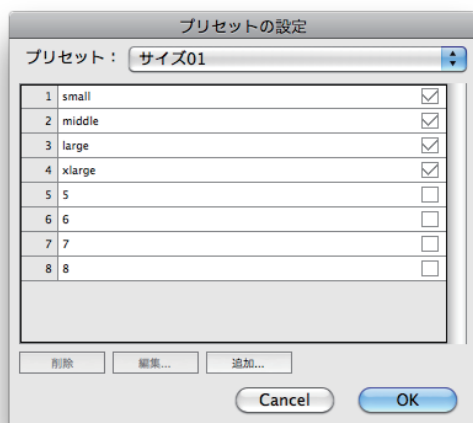 プリセットの設定
プリセット： サイズ01
1 small
2 middle
3 large
4 xlarge
5 5
6 6
7 7
8 8
削除 編集... 追加...
Cancel OK